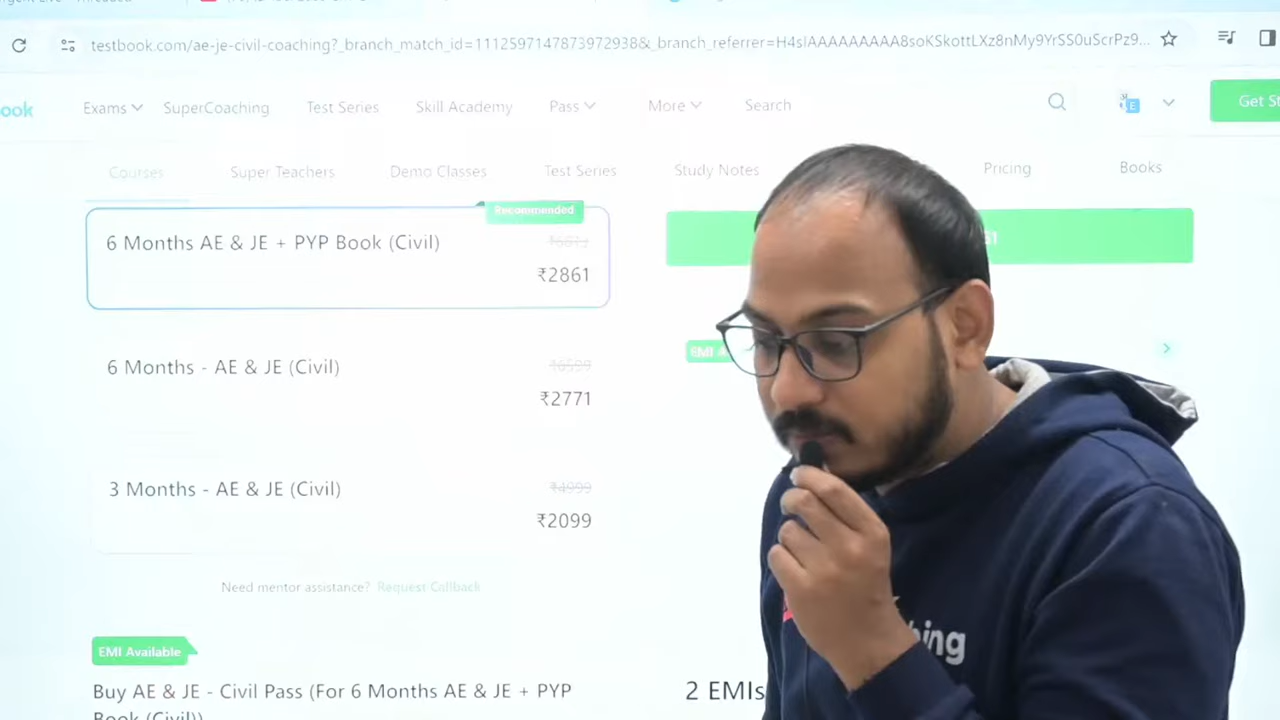 testbook.com/ae-je-civil-coaching?_branch_match_id=1112597147873972938&_branch_referrer=H4sIAAAAAAAAA8soKSkottLXz8nMy9YrSS0uScrPz9...
ook
Exams
SuperCoaching
Test Series
Skill Academy
Pass
More
Search
E
Get St
Courses
Super Teachers
Demo Classes
Test Series
Study Notes
Pricing
Books
Recommended
6 Months AE & JE + PYP Book (Civil)
₹2861
6 Months - AE & JE (Civil)
₹6599
₹2771
EMI A
3 Months - AE & JE (Civil)
₹4999
₹2099
Need mentor assistance? Request Callback
EMI Available
Buy AE & JE - Civil Pass (For 6 Months AE & JE + PYP
Book (Civil))
2 EMIs
hing